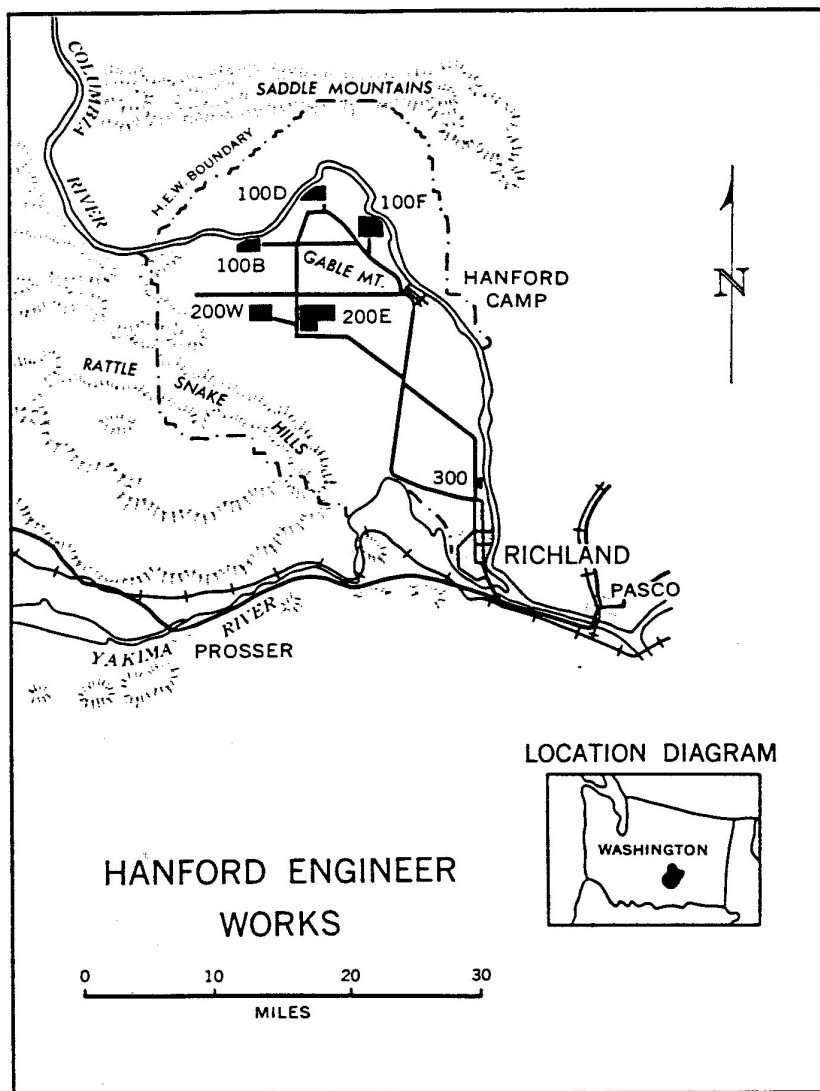 COLUMBIA
RIVER
SADDLE MOUNTAINS
H.E.W. BOUNDARY
100D
100F
100B
GABLE MT.
HANFORD
CAMP
200W
200E
RATTLE
SNAKE
HILLS
300
RICHLAND
PASCO
YAKIMA
RIVER
PROSSER
N
LOCATION DIAGRAM
WASHINGTON
HANFORD ENGINEER
WORKS
0 10 20 30
MILES